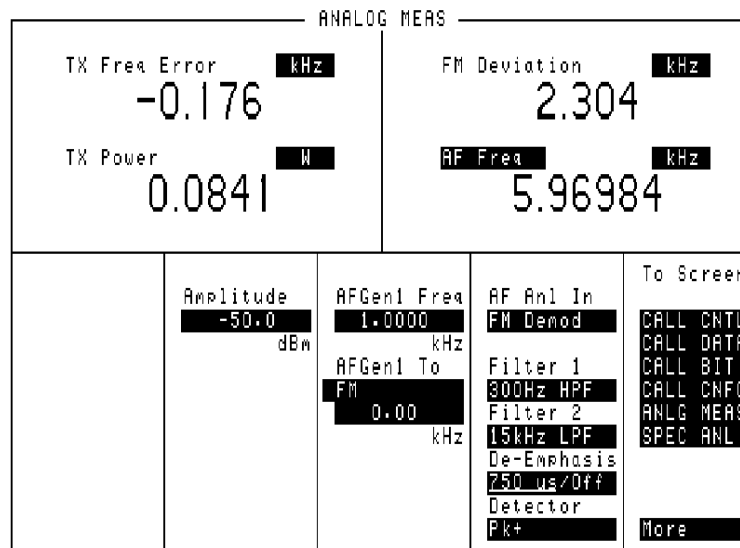 ANALOG MEAS
TX Freq Error kHz
-0.176
FM Deviation kHz
2.304
TX Power W
0.0841
AF Freq kHz
5.96984
Amplitude
-50.0
dBm
AFGen1 Freq
1.0000
kHz
AFGen1 To
FM
0.00
kHz
AF Anl In
FM Demod
Filter 1
300Hz HPF
Filter 2
15kHz LPF
De-Emphasis
750 us/Off
Detector
Pk+
To Screen
CALL CNTL
CALL DATA
CALL BIT
CALL CNFG
ANLG MEAS
SPEC ANL
More